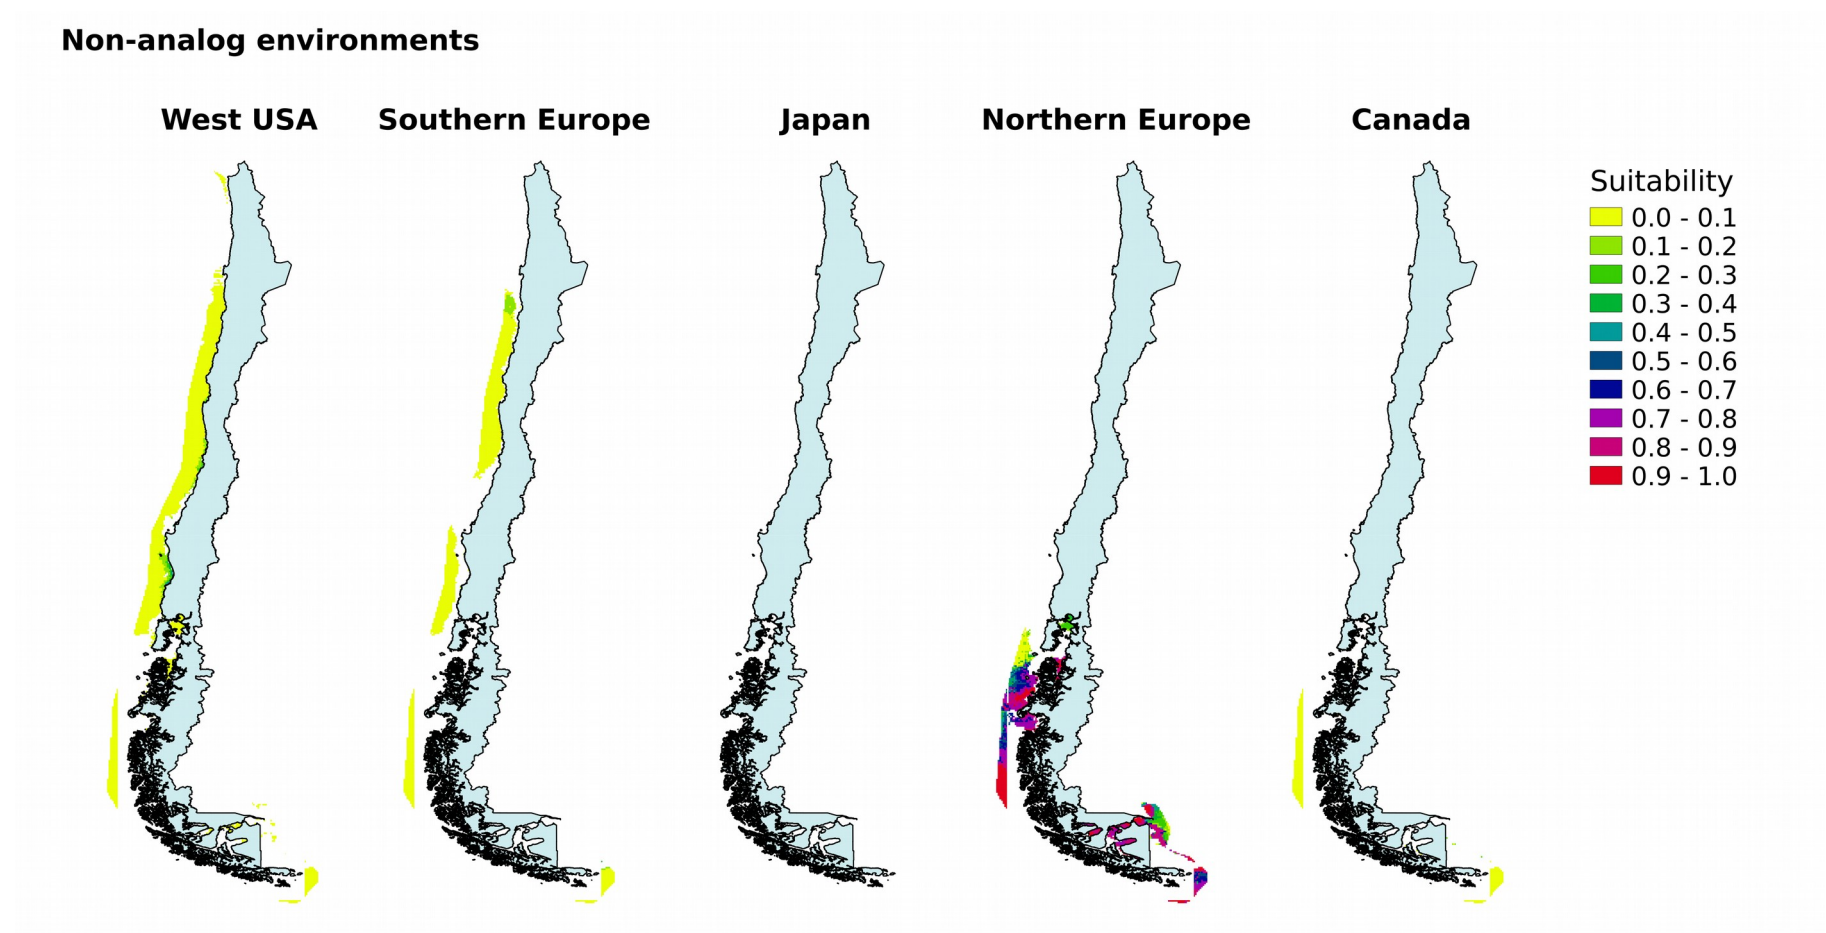 Non-analog environments
West USA
Southern Europe
Japan
Northern Europe
Canada
Suitability
0.0 - 0.1
0.1 - 0.2
0.2 - 0.3
0.3 - 0.4
0.4 - 0.5
0.5 - 0.6
0.6 - 0.7
0.7 - 0.8
0.8 - 0.9
0.9 - 1.0